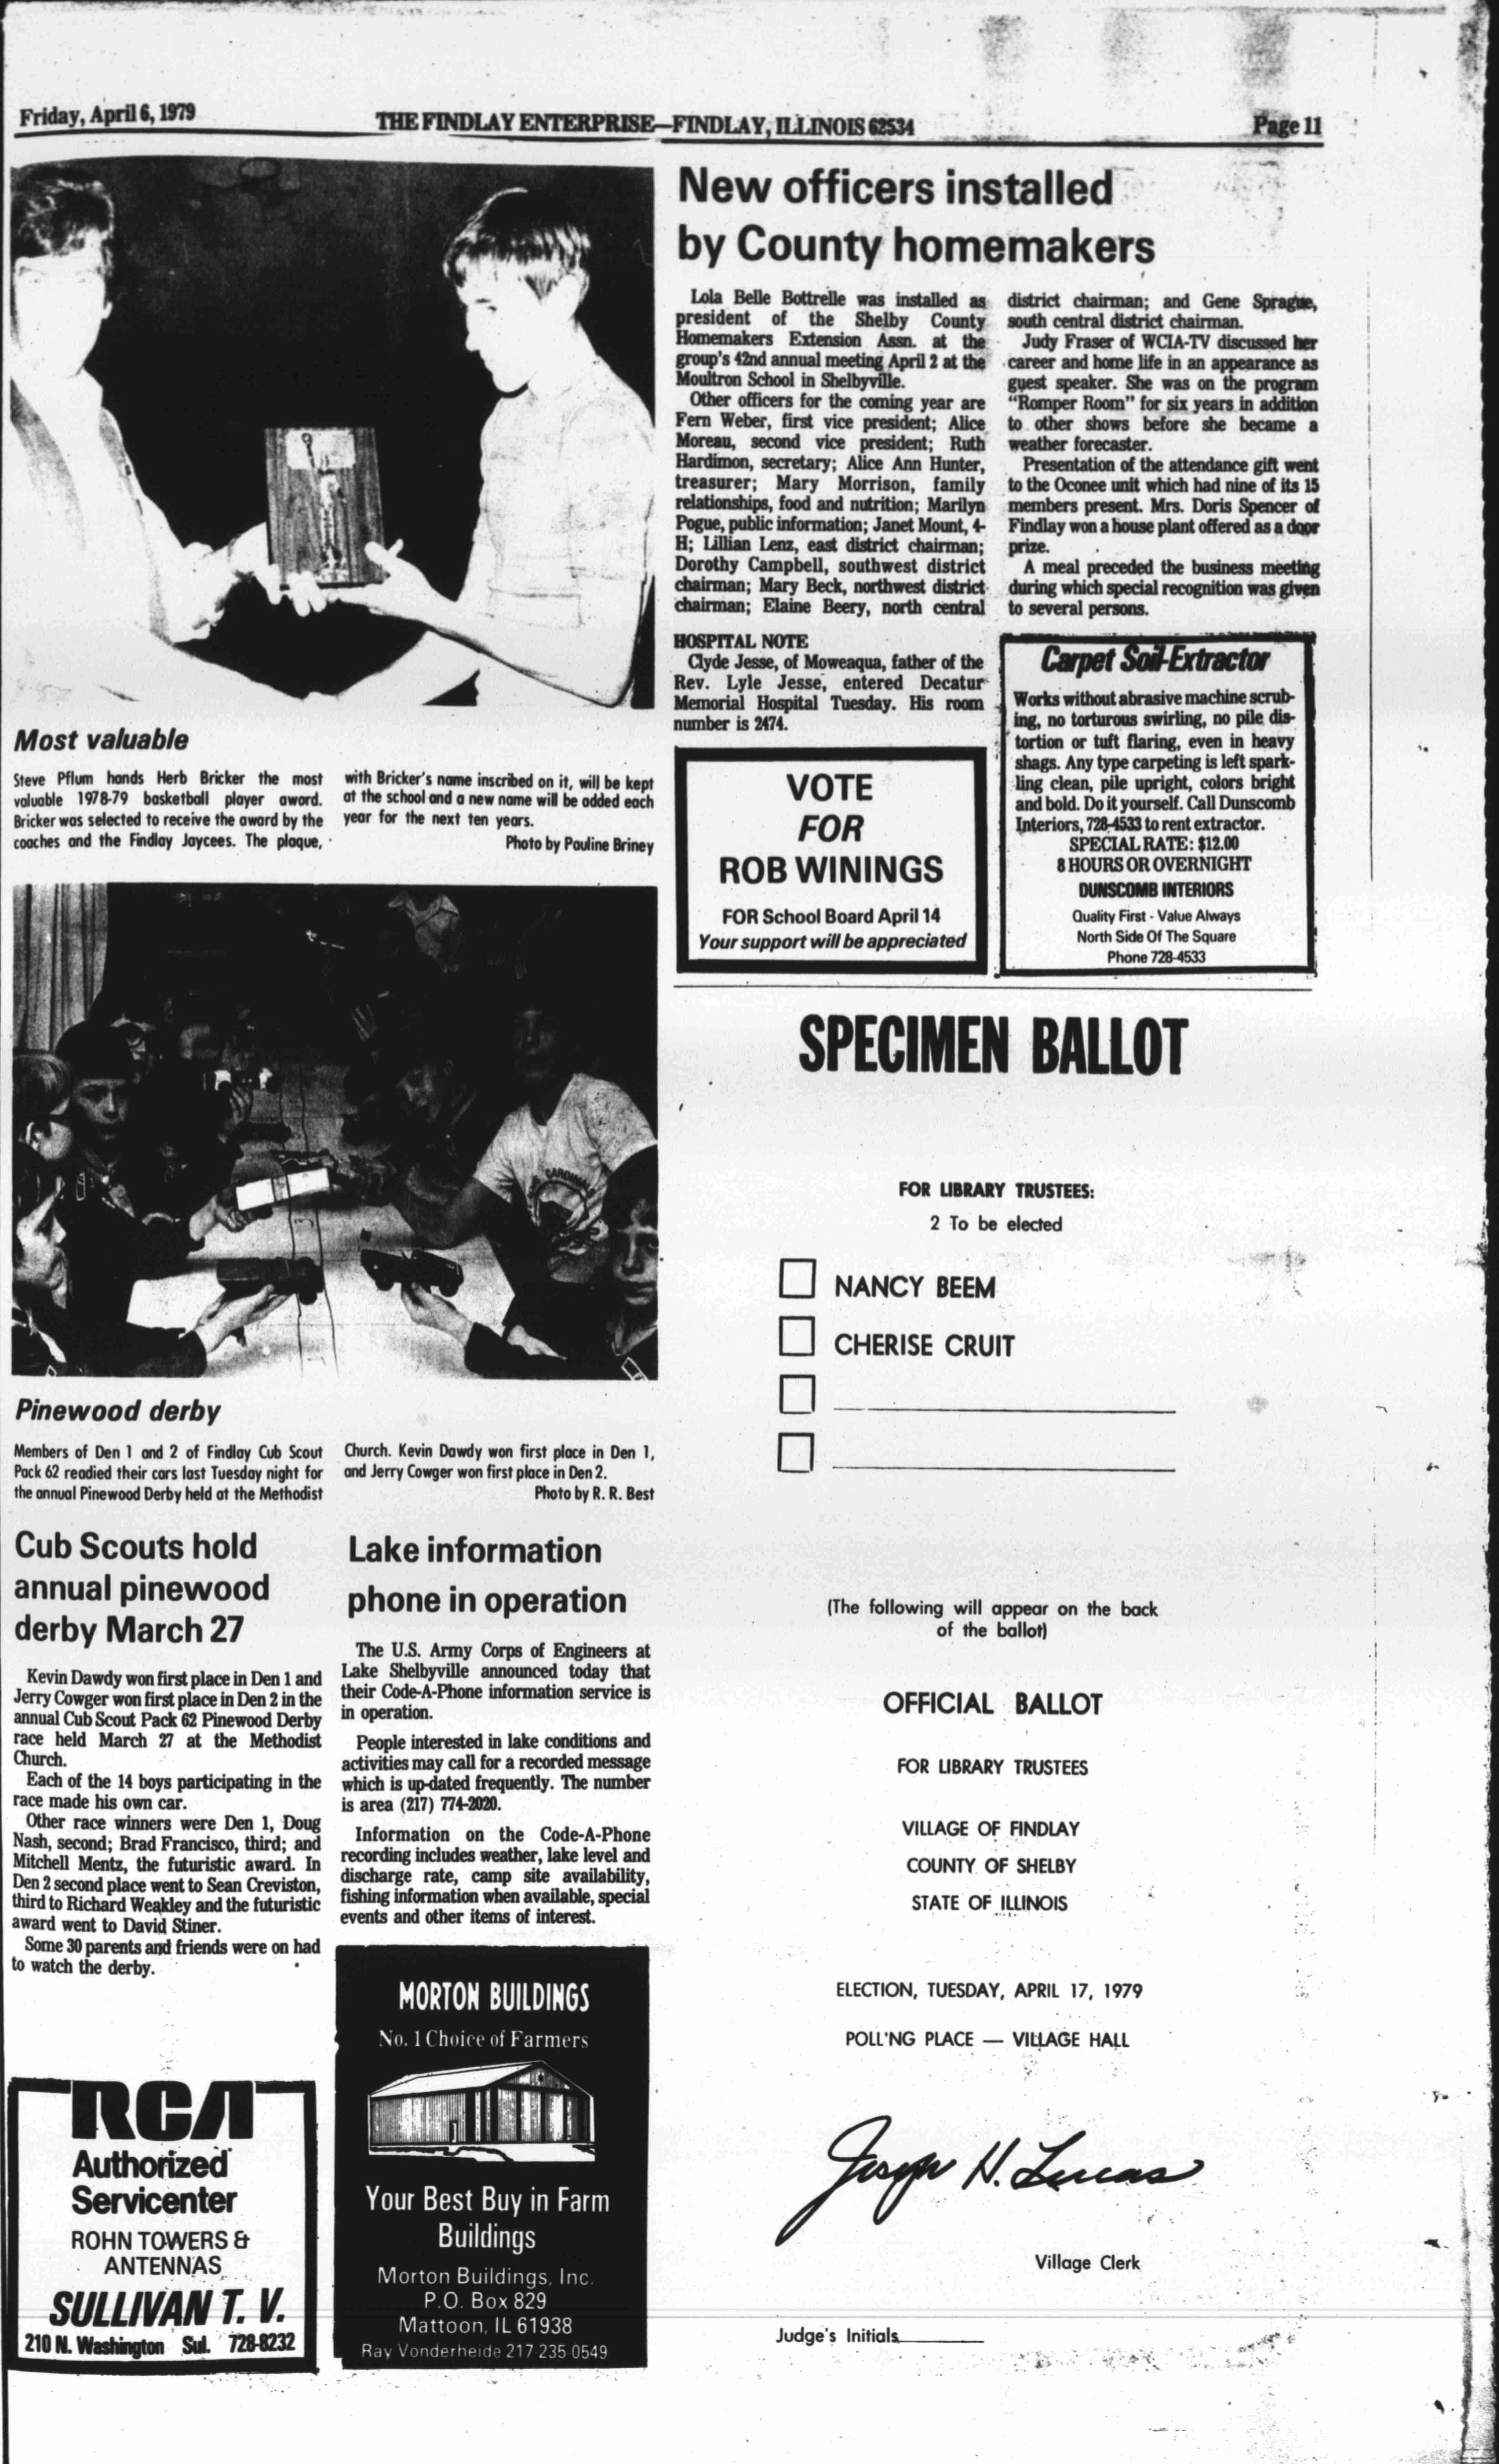 Friday, April 6, 1979
THE FINDLAY ENTERPRISE—FINDLAY, ILLINOIS 62534
Page 11
Most valuable
Steve Pflum hands Herb Bricker the most
valuable 1978-79 basketball player award.
Bricker was selected to receive the award by the
coaches and the Findlay Jaycees. The plaque,
with Bricker's name inscribed on it, will be kept
at the school and a new name will be added each
year for the next ten years.
Photo by Pauline Briney
CARDINALS
Pinewood derby
Members of Den 1 and 2 of Findlay Cub Scout
Pack 62 readied their cars last Tuesday night for
the annual Pinewood Derby held at the Methodist
Church. Kevin Dawdy won first place in Den 1,
and Jerry Cowger won first place in Den 2.
Photo by R. R. Best
Cub Scouts hold
annual pinewood
derby March 27
Kevin Dawdy won first place in Den 1 and
Jerry Cowger won first place in Den 2 in the
annual Cub Scout Pack 62 Pinewood Derby
race held March 27 at the Methodist
Church.
Each of the 14 boys participating in the
race made his own car.
Other race winners were Den 1, Doug
Nash, second; Brad Francisco, third; and
Mitchell Mentz, the futuristic award. In
Den 2 second place went to Sean Creviston,
third to Richard Weakley and the futuristic
award went to David Stiner.
Some 30 parents and friends were on had
to watch the derby.
RCA
Authorized
Servicenter
ROHN TOWERS &
ANTENNAS
SULLIVAN T. V.
210 N. Washington Sul. 728-8232
Lake information
phone in operation
The U.S. Army Corps of Engineers at
Lake Shelbyville announced today that
their Code-A-Phone information service is
in operation.
People interested in lake conditions and
activities may call for a recorded message
which is up-dated frequently. The number
is area (217) 774-2020.
Information on the Code-A-Phone
recording includes weather, lake level and
discharge rate, camp site availability,
fishing information when available, special
events and other items of interest.
MORTON BUILDINGS
No. 1 Choice of Farmers
Your Best Buy in Farm
Buildings
Morton Buildings, Inc.
P.O. Box 829
Mattoon, IL 61938
Ray Vonderheide 217-235-0549
New officers installed
by County homemakers
Lola Belle Bottrelle was installed as
president of the Shelby County
Homemakers Extension Assn. at the
group's 42nd annual meeting April 2 at the
Moultron School in Shelbyville.
Other officers for the coming year are
Fern Weber, first vice president; Alice
Moreau, second vice president; Ruth
Hardimon, secretary; Alice Ann Hunter,
treasurer; Mary Morrison, family
relationships, food and nutrition; Marilyn
Pogue, public information; Janet Mount, 4-
H; Lillian Lenz, east district chairman;
Dorothy Campbell, southwest district
chairman; Mary Beck, northwest district
chairman; Elaine Beery, north central
district chairman; and Gene Sprague,
south central district chairman.
Judy Fraser of WCIA-TV discussed her
career and home life in an appearance as
guest speaker. She was on the program
"Romper Room" for six years in addition
to other shows before she became a
weather forecaster.
Presentation of the attendance gift went
to the Oconee unit which had nine of its 15
members present. Mrs. Doris Spencer of
Findlay won a house plant offered as a door
prize.
A meal preceded the business meeting
during which special recognition was given
to several persons.
HOSPITAL NOTE
Clyde Jesse, of Moweaqua, father of the
Rev. Lyle Jesse, entered Decatur
Memorial Hospital Tuesday. His room
number is 2474.
VOTE
FOR
ROB WININGS
FOR School Board April 14
Your support will be appreciated
Carpet Soil-Extractor
Works without abrasive machine scrub-
ing, no torturous swirling, no pile dis-
tortion or tuft flaring, even in heavy
shags. Any type carpeting is left spark-
ling clean, pile upright, colors bright
and bold. Do it yourself. Call Dunscomb
Interiors, 728-4533 to rent extractor.
SPECIAL RATE: $12.00
8 HOURS OR OVERNIGHT
DUNSCOMB INTERIORS
Quality First - Value Always
North Side Of The Square
Phone 728-4533
SPECIMEN BALLOT
FOR LIBRARY TRUSTEES:
2 To be elected
NANCY BEEM
CHERISE CRUIT
(The following will appear on the back
of the ballot)
OFFICIAL BALLOT
FOR LIBRARY TRUSTEES
VILLAGE OF FINDLAY
COUNTY OF SHELBY
STATE OF ILLINOIS
ELECTION, TUESDAY, APRIL 17, 1979
POLL'NG PLACE — VILLAGE HALL
Joseph H. Lucas
Village Clerk
Judge's Initials